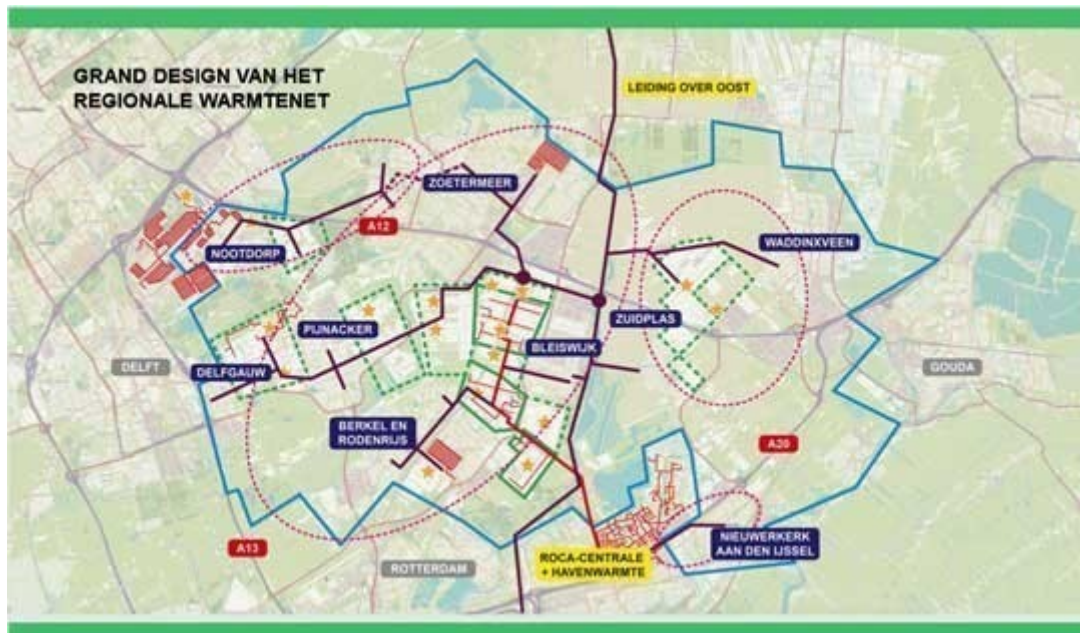 GRAND DESIGN VAN HET
REGIONALE WARMTENET
LEIDING OVER OOST
ZOETERMEER
A12
NOOTDORP
WADDINXVEEN
PIJNACKER
ZUIDPLAS
BLEISWIJK
DELFT
DELFGAUW
GOUDA
BERKEL EN
RODENRIJS
A20
NIEUWERKERK
AAN DEN IJSSEL
A13
ROCA-CENTRALE
+ HAVENWARMTE
ROTTERDAM